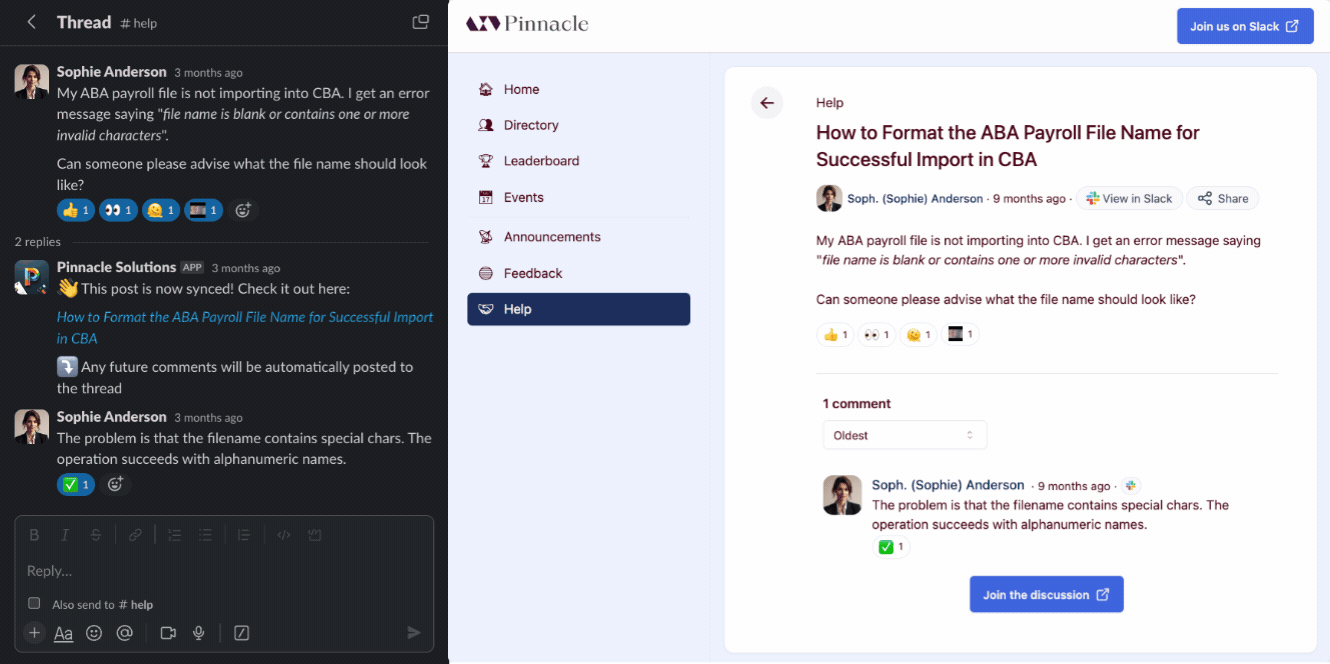 Thread # help
Sophie Anderson 3 months ago
My ABA payroll file is not importing into CBA. I get an error
message saying "file name is blank or contains one or more
invalid characters".
Can someone please advise what the file name should look
like?
1 1 1 1
2 replies
Pinnacle Solutions APP 3 months ago
This post is now synced! Check it out here:
How to Format the ABA Payroll File Name for Successful Import
in CBA
Any future comments will be automatically posted to
the thread
Sophie Anderson 3 months ago
The problem is that the filename contains special chars. The
operation succeeds with alphanumeric names.
1
Reply...
Also send to # help
Aa
Pinnacle
Join us on Slack
Home
Directory
Leaderboard
Events
Announcements
Feedback
Help
Help
How to Format the ABA Payroll File Name for
Successful Import in CBA
Soph. (Sophie) Anderson · 9 months ago · View in Slack Share
My ABA payroll file is not importing into CBA. I get an error message saying
"file name is blank or contains one or more invalid characters".
Can someone please advise what the file name should look like?
1 1 1 1
1 comment
Oldest
Soph. (Sophie) Anderson · 9 months ago ·
The problem is that the filename contains special chars. The
operation succeeds with alphanumeric names.
1
Join the discussion